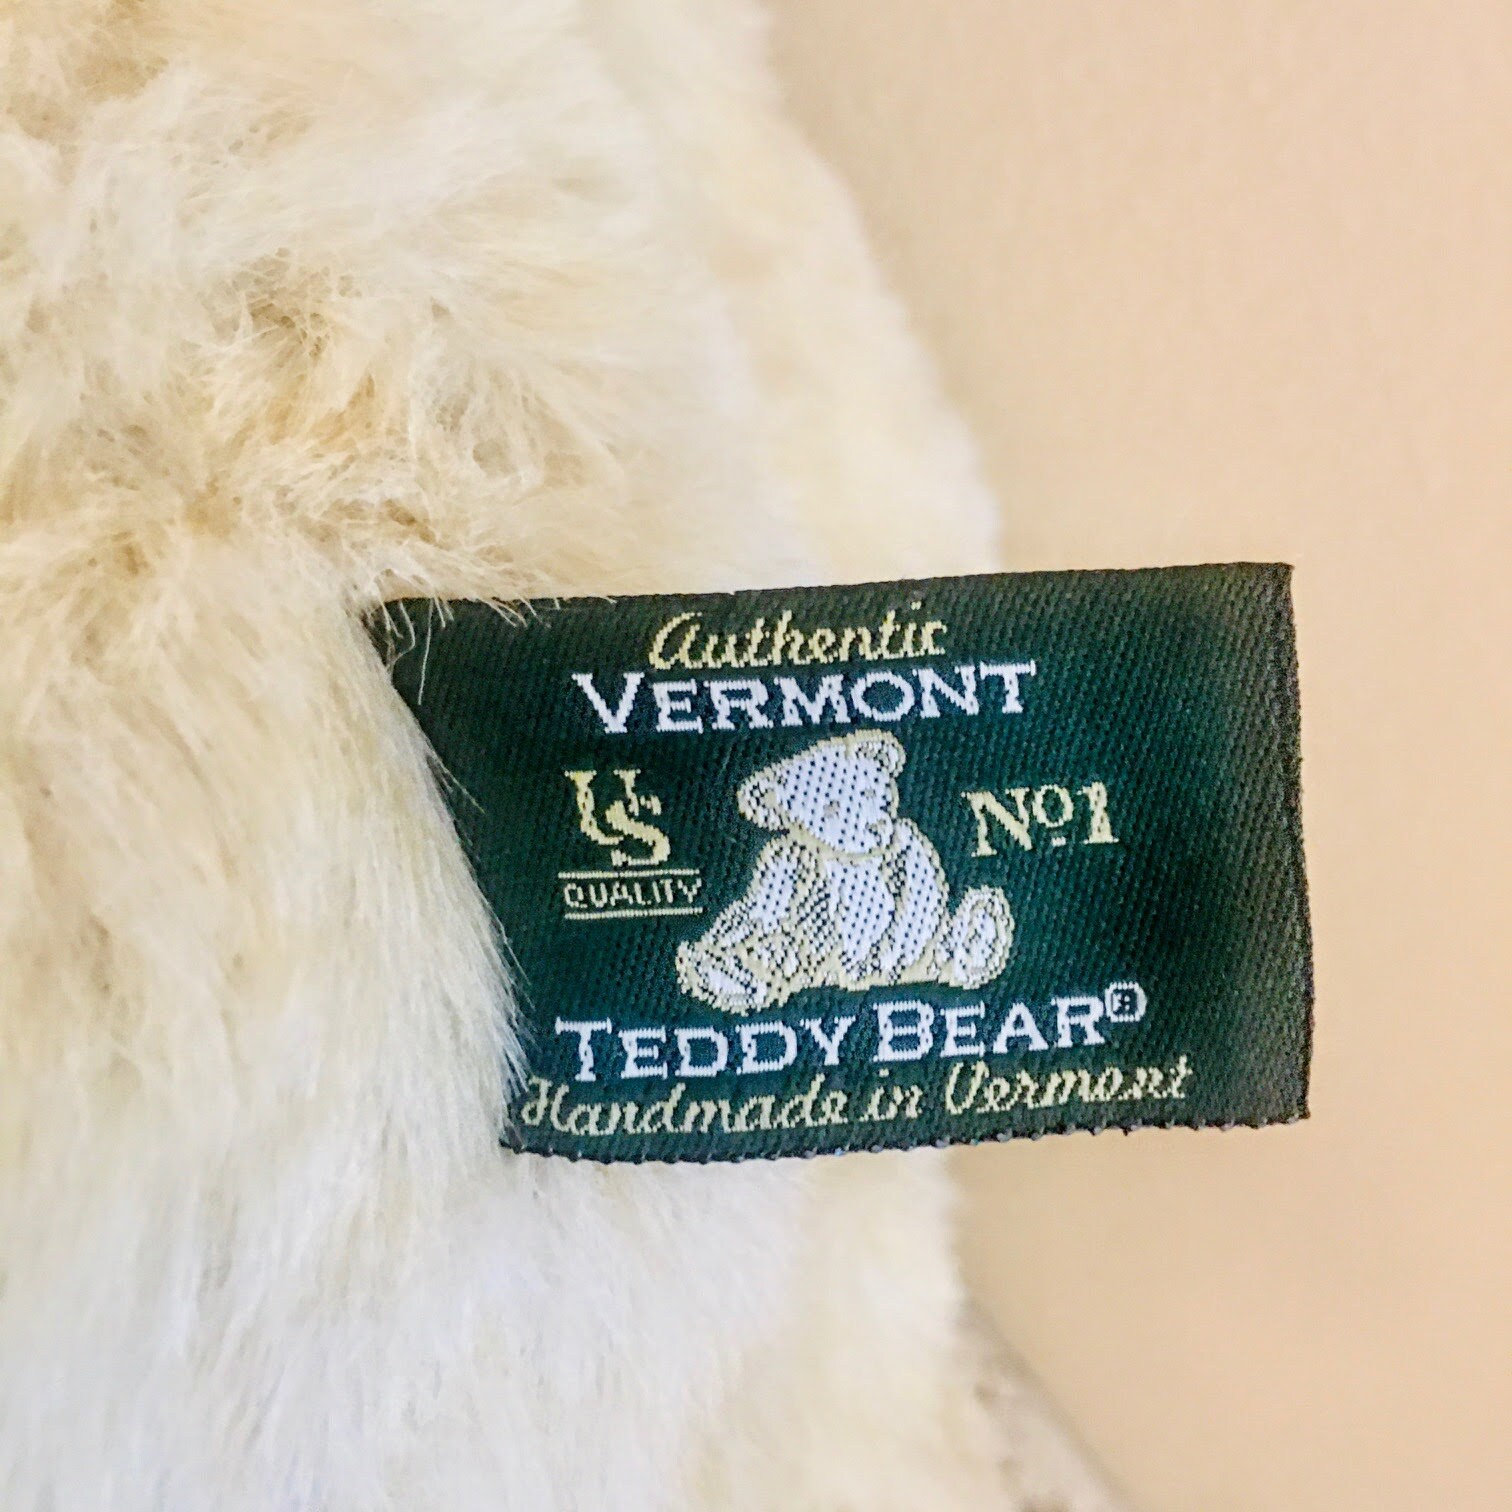 Authentic
VERMONT
US
QUALITY
No1
TEDDY BEAR®
Handmade in Vermont